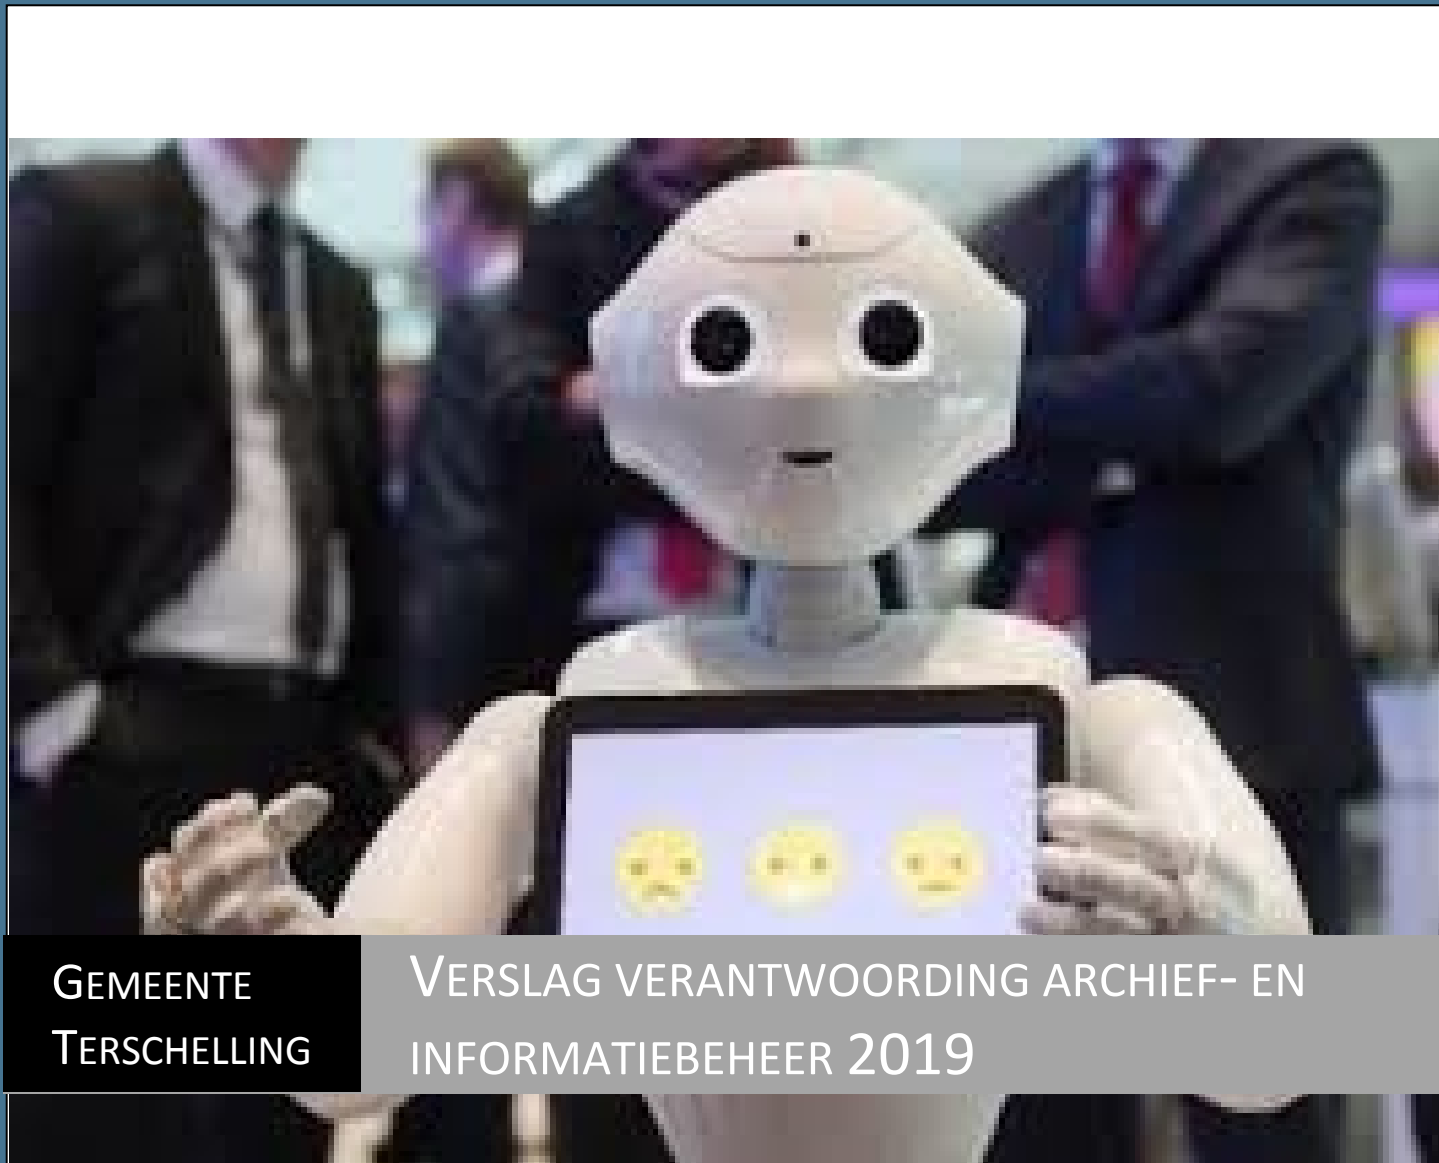 GEMEENTE
TERSCHELLING
VERSLAG VERANTWOORDING ARCHIEF- EN
INFORMATIEBEHEER 2019